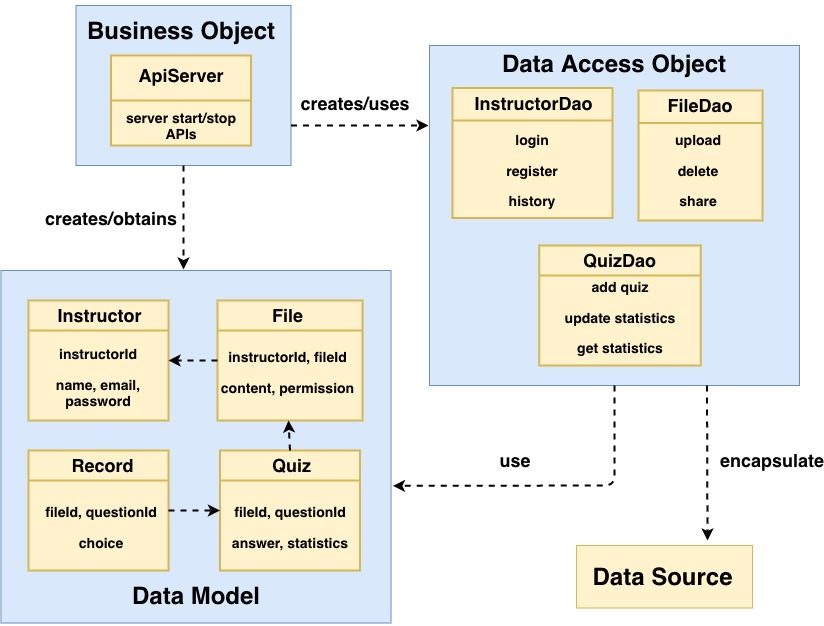 Business Object
ApiServer
server start/stop
APIs
creates/uses
creates/obtains
Data Access Object
InstructorDao
login
register
history
FileDao
upload
delete
share
QuizDao
add quiz
update statistics
get statistics
Instructor
instructorId
name, email,
password
File
instructorId, fileId
content, permission
Record
fileId, questionId
choice
Quiz
fileId, questionId
answer, statistics
Data Model
use
encapsulate
Data Source